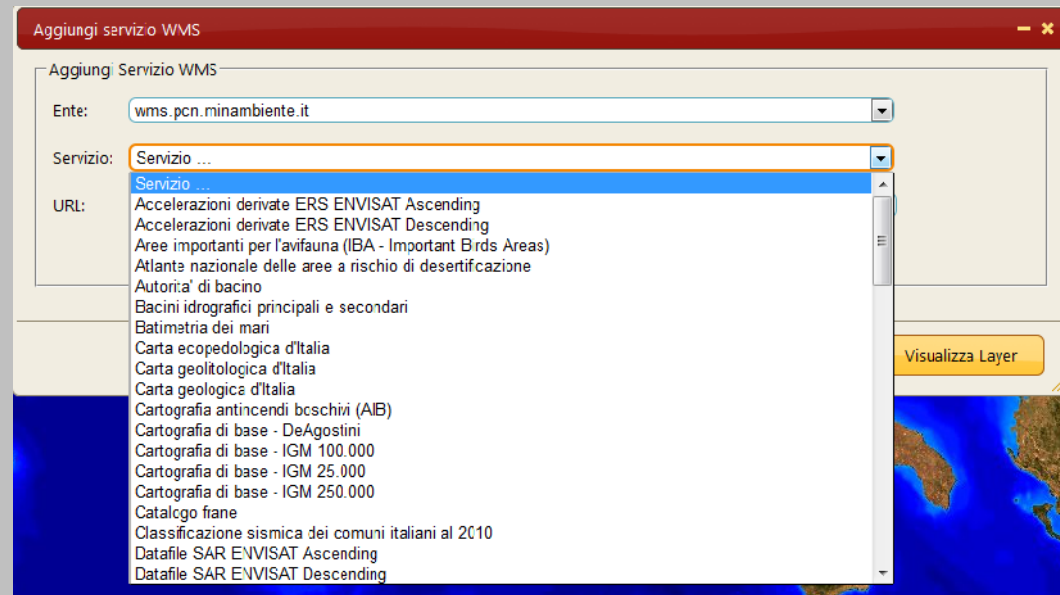 Aggiungi servizio WMS
Aggiungi Servizio WMS
Ente: wms.pcn.minambiente.it
Servizio: Servizio ...
Servizio ...
URL:
Accelerazioni derivate ERS ENVISAT Ascending
Accelerazioni derivate ERS ENVISAT Descending
Aree importanti per l'avifauna (IBA - Important Birds Areas)
Atlante nazionale delle aree a rischio di desertificazione
Autorita' di bacino
Bacini idrografici principali e secondari
Batimetria dei mari
Carta ecopedologica d'Italia
Carta geolitologica d'Italia
Carta geologica d'Italia
Cartografia antincendi boschivi (AIB)
Cartografia di base - DeAgostini
Cartografia di base - IGM 100.000
Cartografia di base - IGM 25.000
Cartografia di base - IGM 250.000
Catalogo frane
Classificazione sismica dei comuni italiani al 2010
Datafile SAR ENVISAT Ascending
Datafile SAR ENVISAT Descending
Visualizza Layer